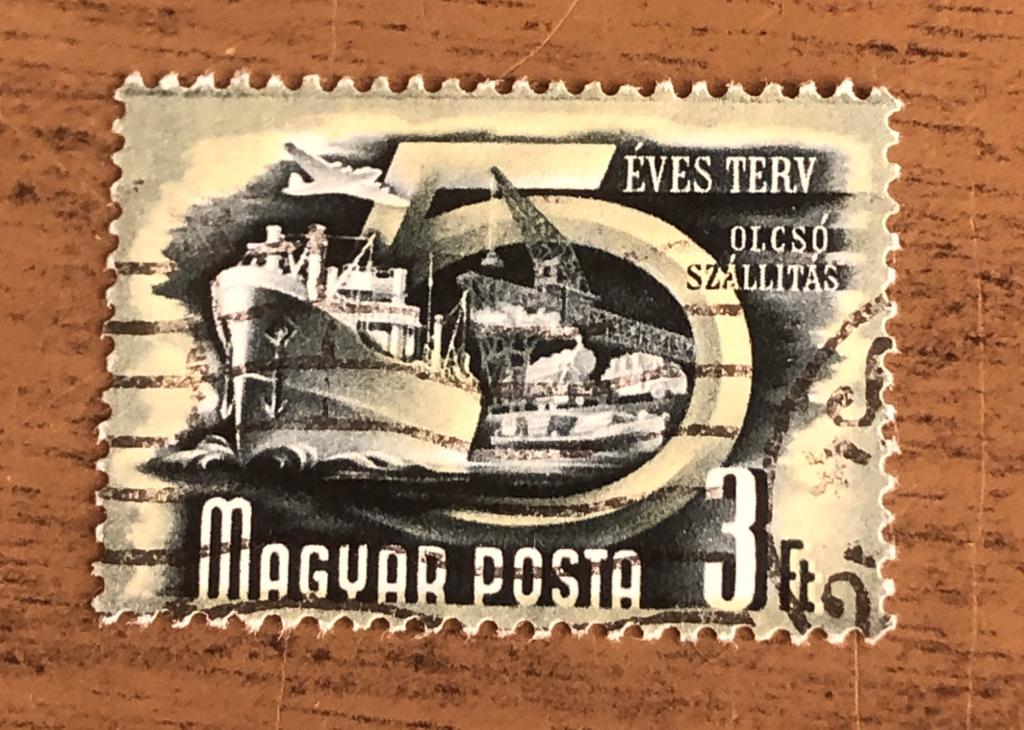 5 ÉVES TERV
OLCSÓ
SZÁLLITÁS
MAGYAR POSTA 3 Ft